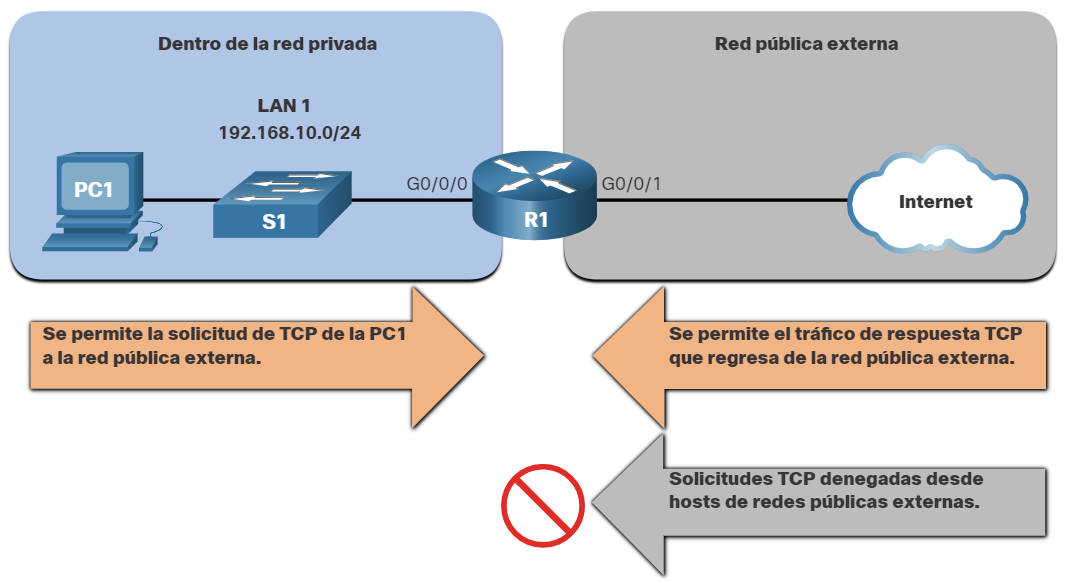 Dentro de la red privada
Red pública externa
LAN 1
192.168.10.0/24
PC1
S1
G0/0/0
R1
G0/0/1
Internet
Se permite la solicitud de TCP de la PC1
a la red pública externa.
Se permite el tráfico de respuesta TCP
que regresa de la red pública externa.
Solicitudes TCP denegadas desde
hosts de redes públicas externas.